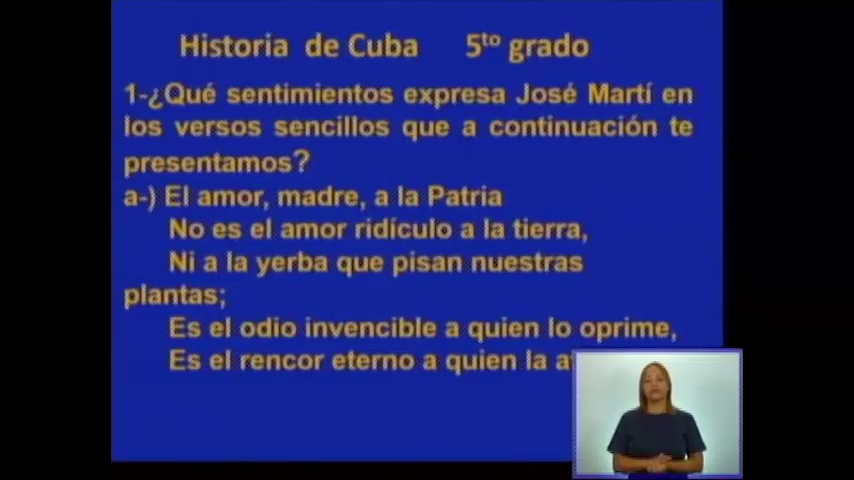 Historia de Cuba 5to grado
1-¿Qué sentimientos expresa José Martí en
los versos sencillos que a continuación te
presentamos?
a-) El amor, madre, a la Patria
No es el amor ridículo a la tierra,
Ni a la yerba que pisan nuestras
plantas;
Es el odio invencible a quien lo oprime,
Es el rencor eterno a quien la